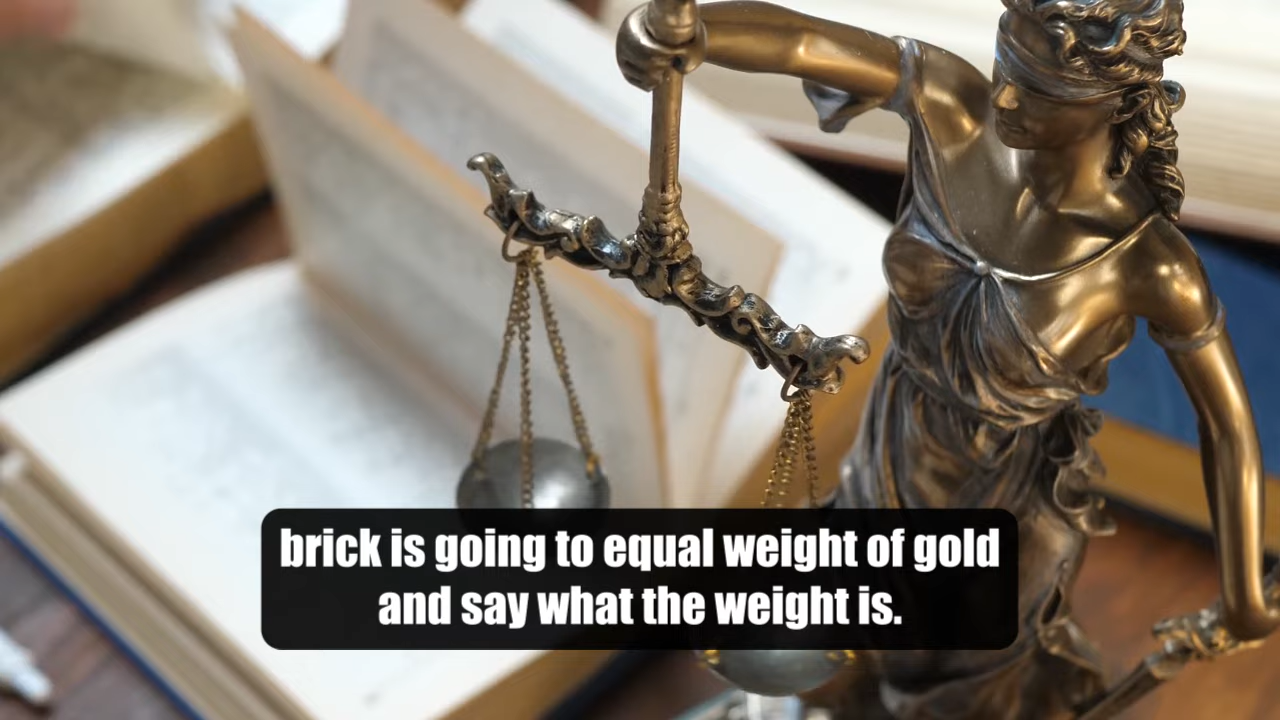 brick is going to equal weight of gold
and say what the weight is.